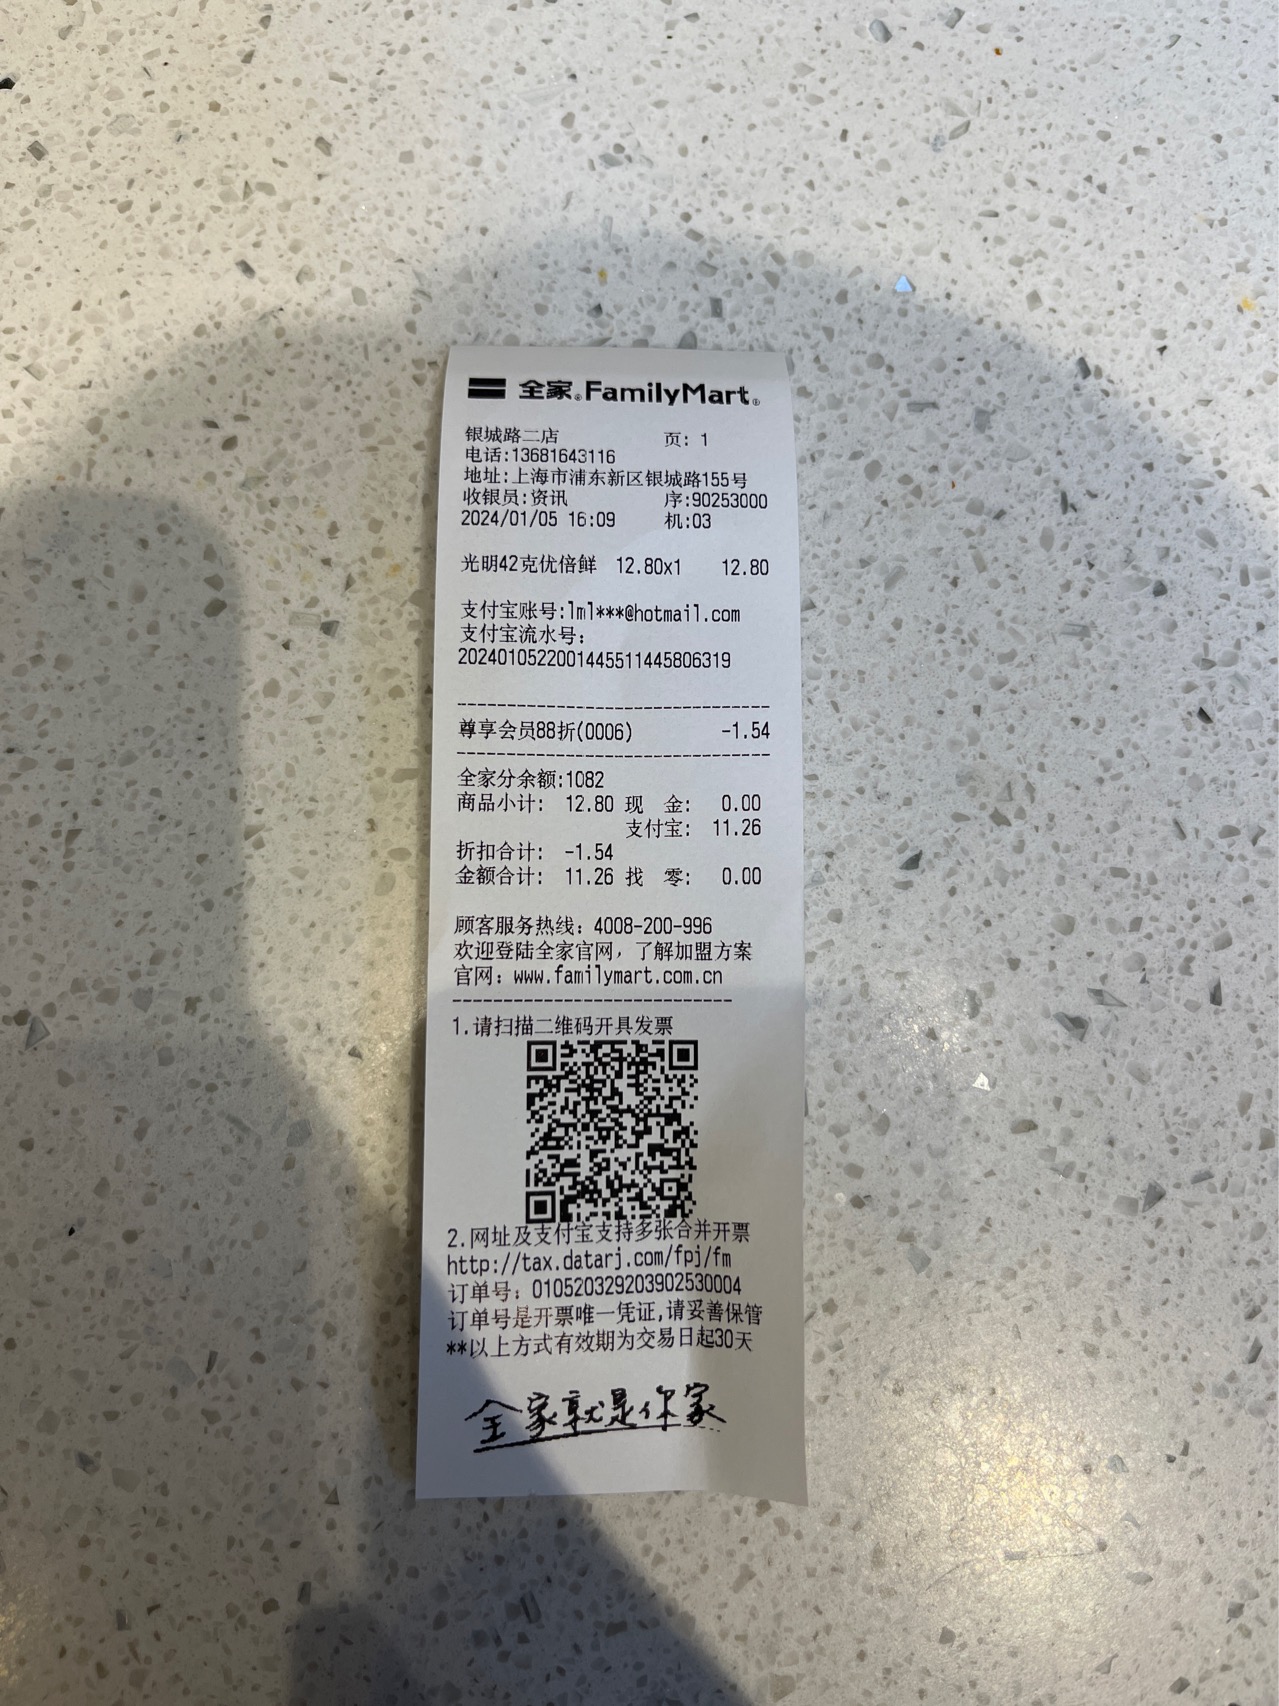 全家®FamilyMart®
银城路二店 页: 1
电话:13681643116
地址:上海市浦东新区银城路155号
收银员:资讯 序:90253000
2024/01/05 16:09 机:03
光明42克优倍鲜 12.80x1 12.80
支付宝账号:lml***@hotmail.com
支付宝流水号:
2024010522001445511445806319
尊享会员88折(0006) -1.54
全家分余额:1082
商品小计: 12.80 现 金: 0.00
支付宝: 11.26
折扣合计: -1.54
金额合计: 11.26 找 零: 0.00
顾客服务热线: 4008-200-996
欢迎登陆全家官网, 了解加盟方案
官网: www.familymart.com.cn
1.请扫描二维码开具发票
2.网址及支付宝支持多张合并开票
http://tax.datarj.com/fpj/fm
订单号: 010520329203902530004
订单号是开票唯一凭证,请妥善保管
**以上方式有效期为交易日起30天
全家就是你家